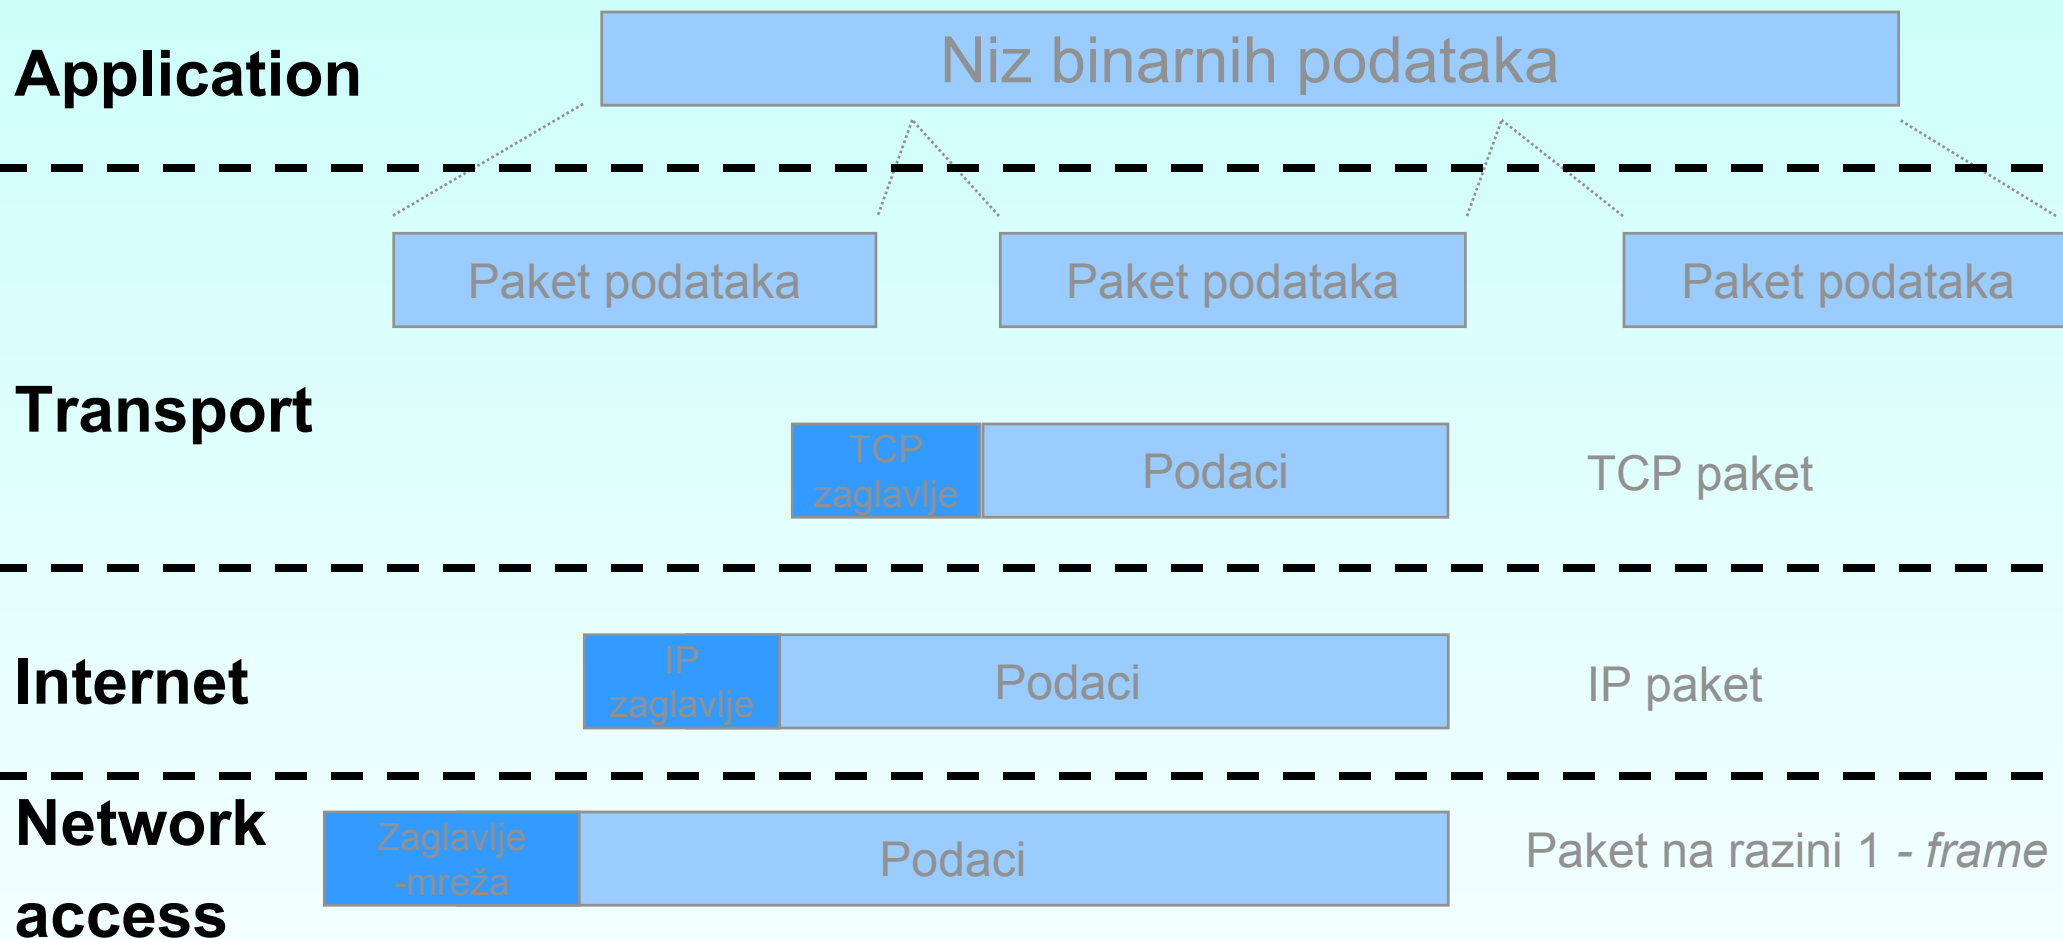 Application
Niz binarnih podataka
Paket podataka
Paket podataka
Paket podataka
Transport
TCP
zaglavlje
Podaci
TCP paket
Internet
IP
zaglavlje
Podaci
IP paket
Network
access
Zaglavlje
-mreža
Podaci
Paket na razini 1 - frame